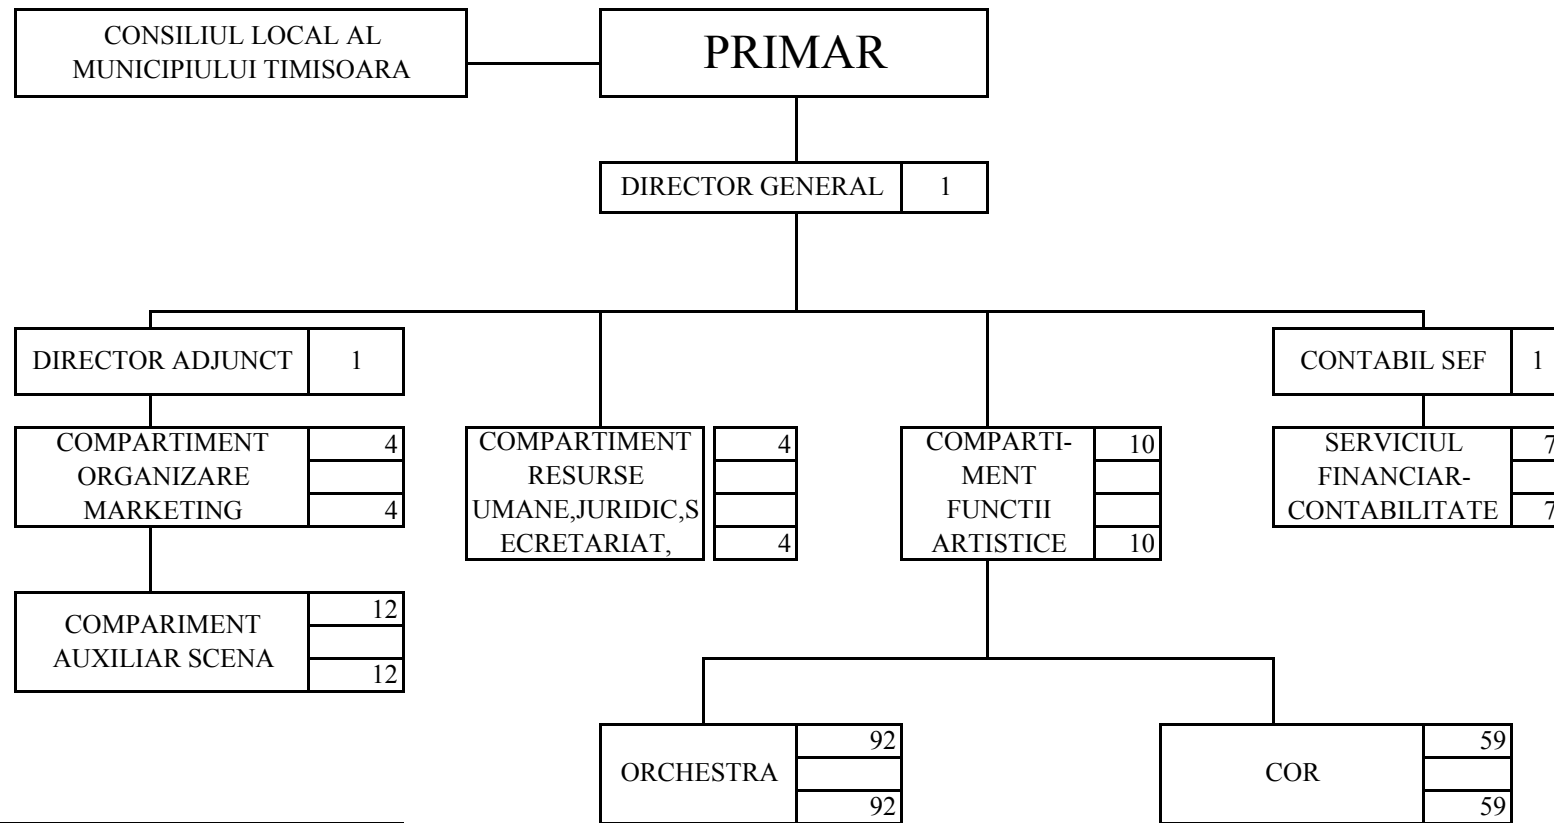 CONSILIUL LOCAL AL
MUNICIPIULUI TIMISOARA
PRIMAR
DIRECTOR GENERAL 1
DIRECTOR ADJUNCT 1
CONTABIL SEF 1
COMPARTIMENT
ORGANIZARE
MARKETING
4
4
COMPARTIMENT
RESURSE
UMANE,JURIDIC,S
ECRETARIAT,
4
4
COMPARTI-
MENT
FUNCTII
ARTISTICE
10
10
SERVICIUL
FINANCIAR-
CONTABILITATE
7
7
COMPARIMENT
AUXILIAR SCENA
12
12
ORCHESTRA
92
92
COR
59
59